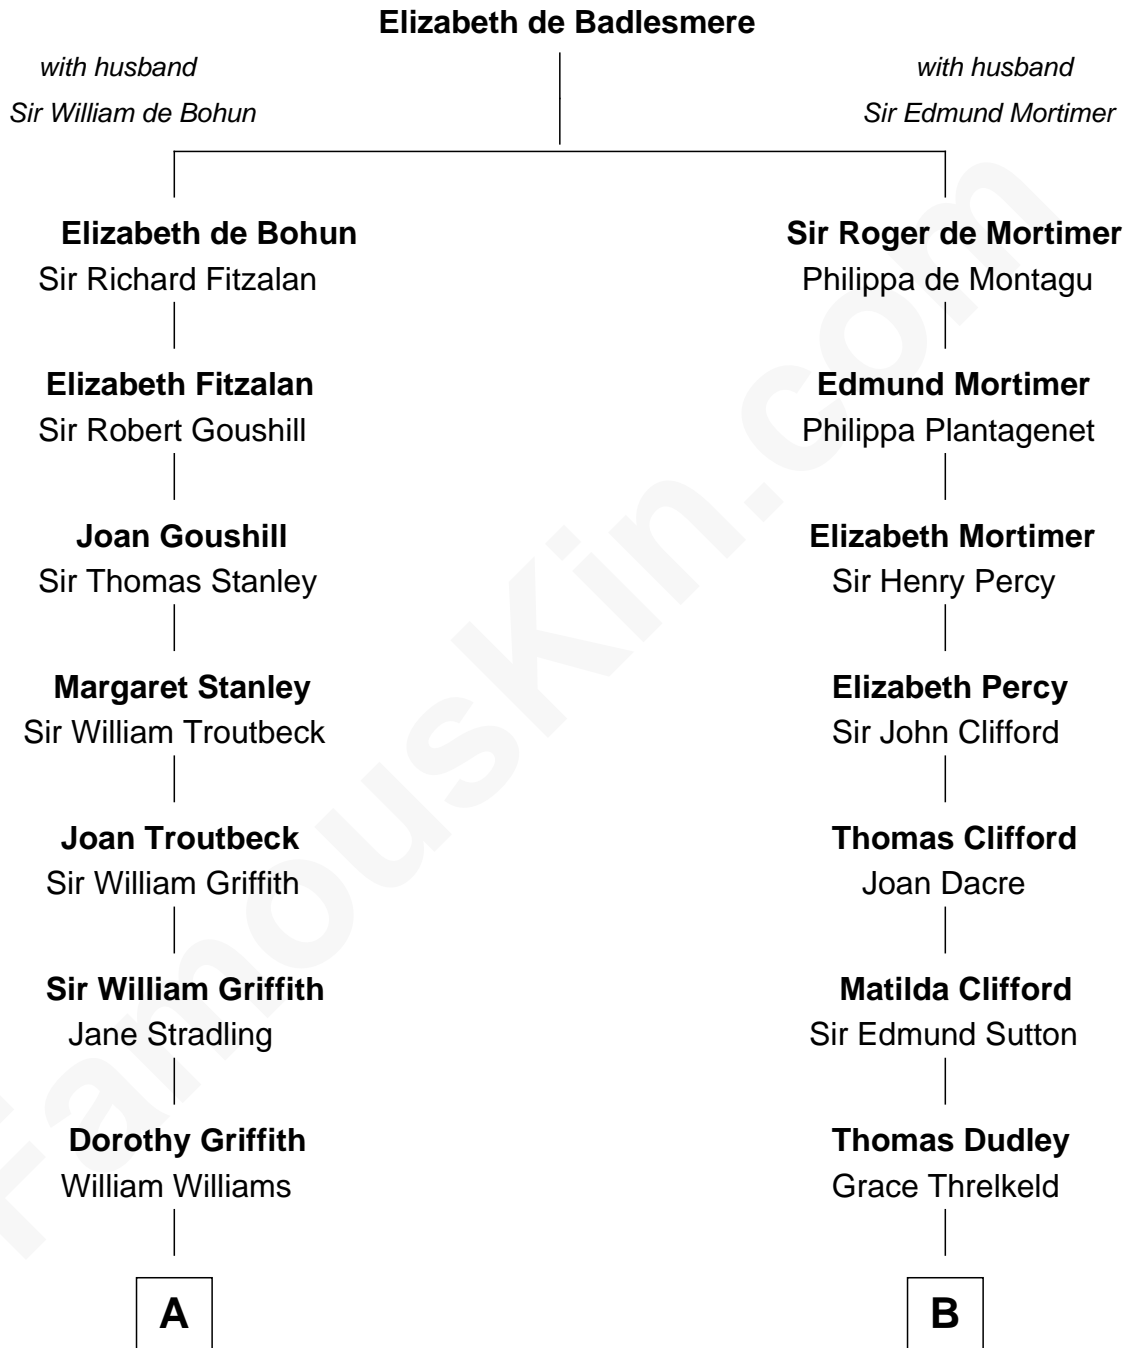 Elizabeth de Badlesmere
with husband
Sir William de Bohun
with husband
Sir Edmund Mortimer
Elizabeth de Bohun
Sir Richard Fitzalan
Sir Roger de Mortimer
Philippa de Montagu
Elizabeth Fitzalan
Sir Robert Goushill
Edmund Mortimer
Philippa Plantagenet
Joan Goushill
Sir Thomas Stanley
Elizabeth Mortimer
Sir Henry Percy
Margaret Stanley
Sir William Troutbeck
Elizabeth Percy
Sir John Clifford
Joan Troutbeck
Sir William Griffith
Thomas Clifford
Joan Dacre
Sir William Griffith
Jane Stradling
Matilda Clifford
Sir Edmund Sutton
Dorothy Griffith
William Williams
Thomas Dudley
Grace Threlkeld
A
B
FamousKin.com